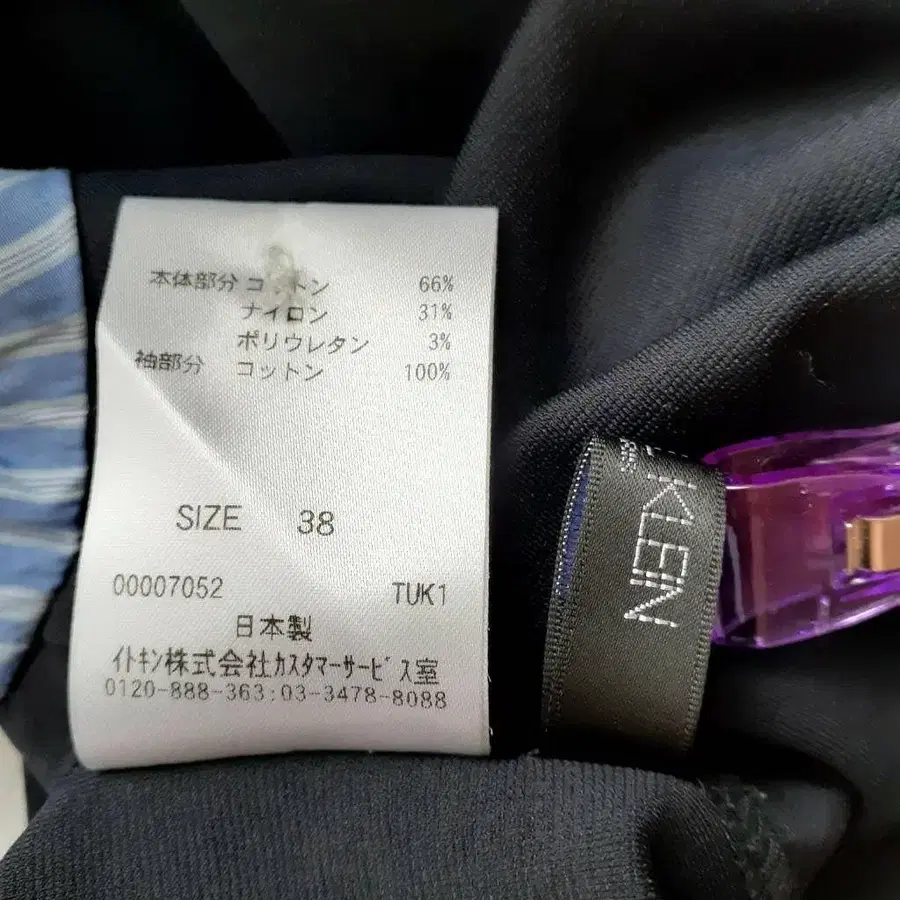 本体部分 コットン 66%
ナイロン 31%
ポリウレタン 3%
袖部分 コットン 100%
SIZE 38
00007052 TUK1
日本製
イトキン株式会社カスタマーサービス室
0120-888-363:03-3478-8088
KLEIN